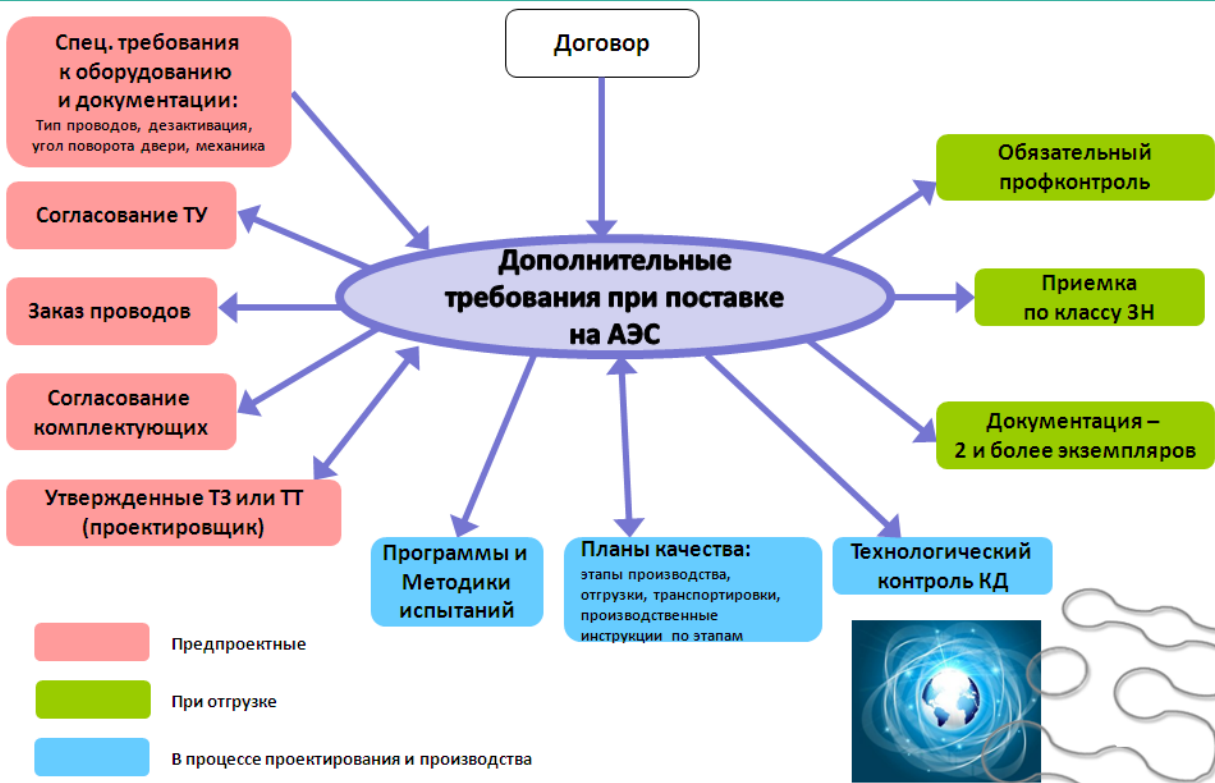 Спец. требования
к оборудованию
и документации:
Тип проводов, дезактивация,
угол поворота двери, механика
Договор
Обязательный
профконтроль
Согласование ТУ
Дополнительные
требования при поставке
на АЭС
Заказ проводов
Приемка
по классу 3Н
Согласование
комплектующих
Документация –
2 и более экземпляров
Утвержденные ТЗ или ТТ
(проектировщик)
Программы и
Методики
испытаний
Планы качества:
этапы производства,
отгрузки, транспортировки,
производственные
инструкции по этапам
Технологический
контроль КД
Предпроектные
При отгрузке
В процессе проектирования и производства